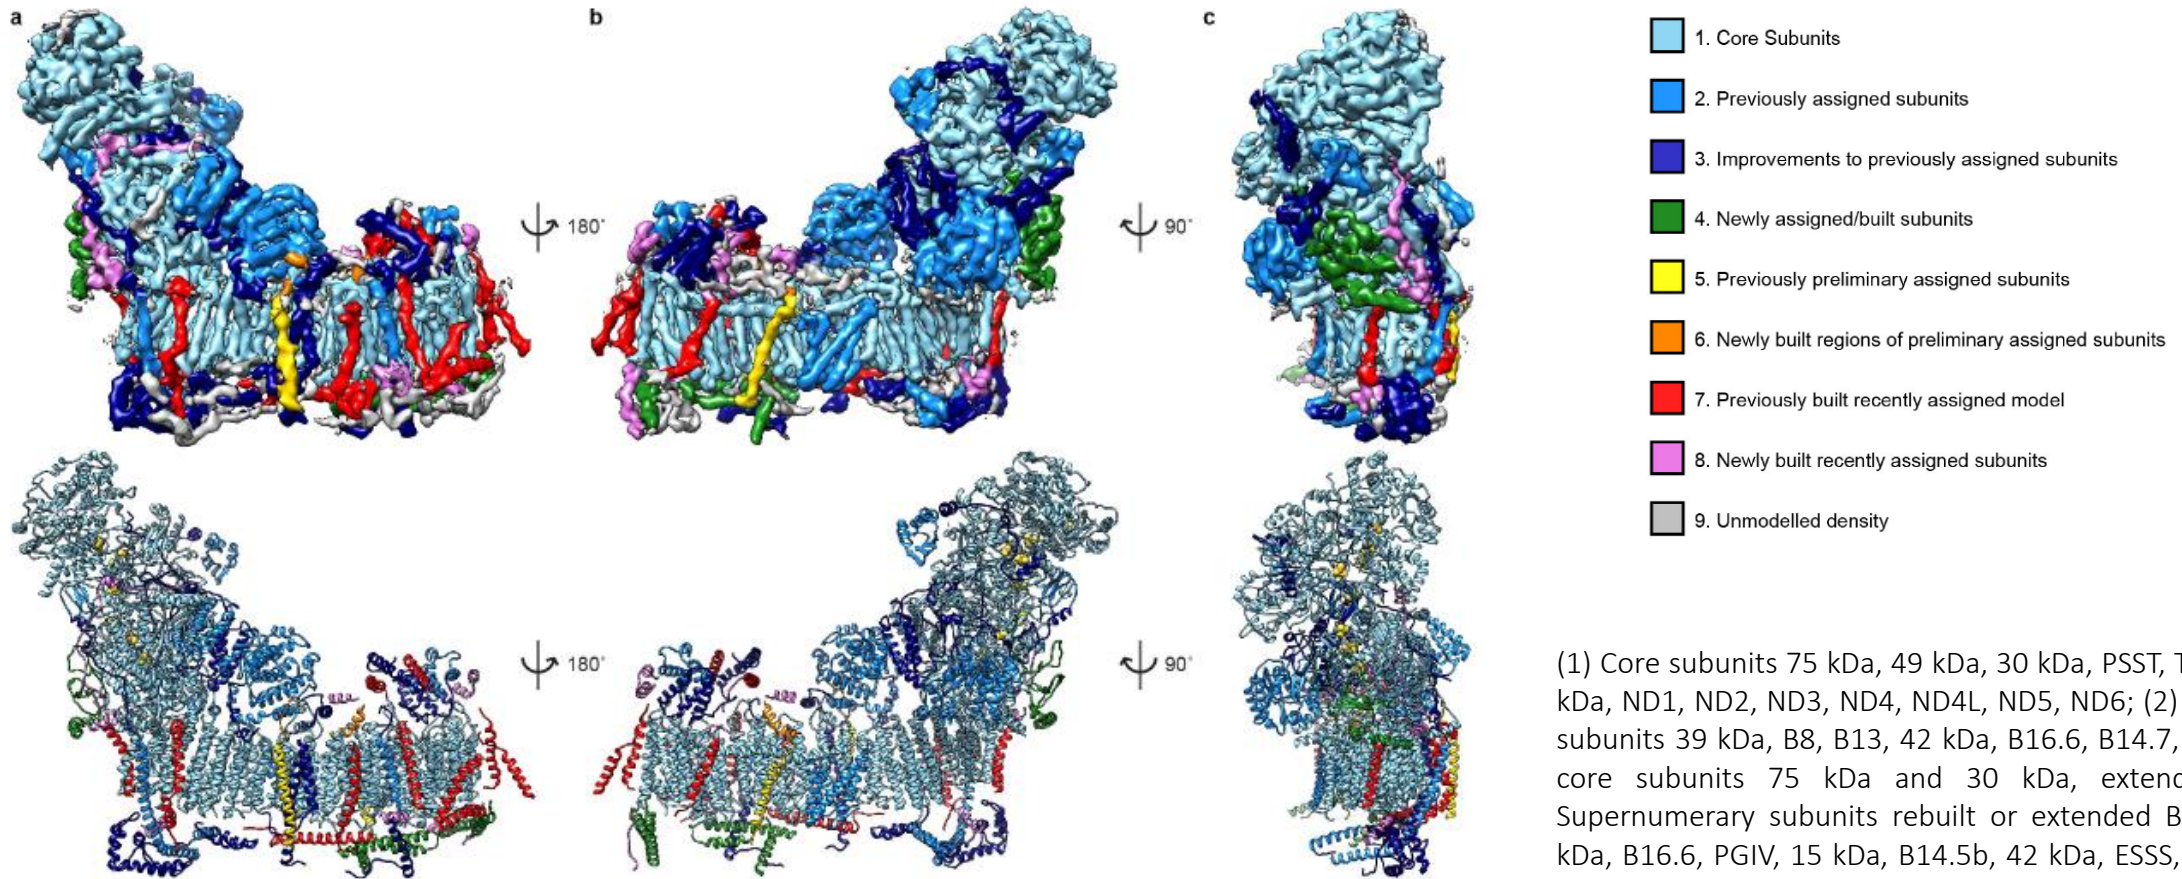 a
b
c
180°
90°
180°
90°
1. Core Subunits
2. Previously assigned subunits
3. Improvements to previously assigned subunits
4. Newly assigned/built subunits
5. Previously preliminary assigned subunits
6. Newly built regions of preliminary assigned subunits
7. Previously built recently assigned model
8. Newly built recently assigned subunits
9. Unmodelled density
(1) Core subunits 75 kDa, 49 kDa, 30 kDa, PSST, T
kDa, ND1, ND2, ND3, ND4, ND4L, ND5, ND6; (2)
subunits 39 kDa, B8, B13, 42 kDa, B16.6, B14.7,
core subunits 75 kDa and 30 kDa, extend
Supernumerary subunits rebuilt or extended B
kDa, B16.6, PGIV, 15 kDa, B14.5b, 42 kDa, ESSS,